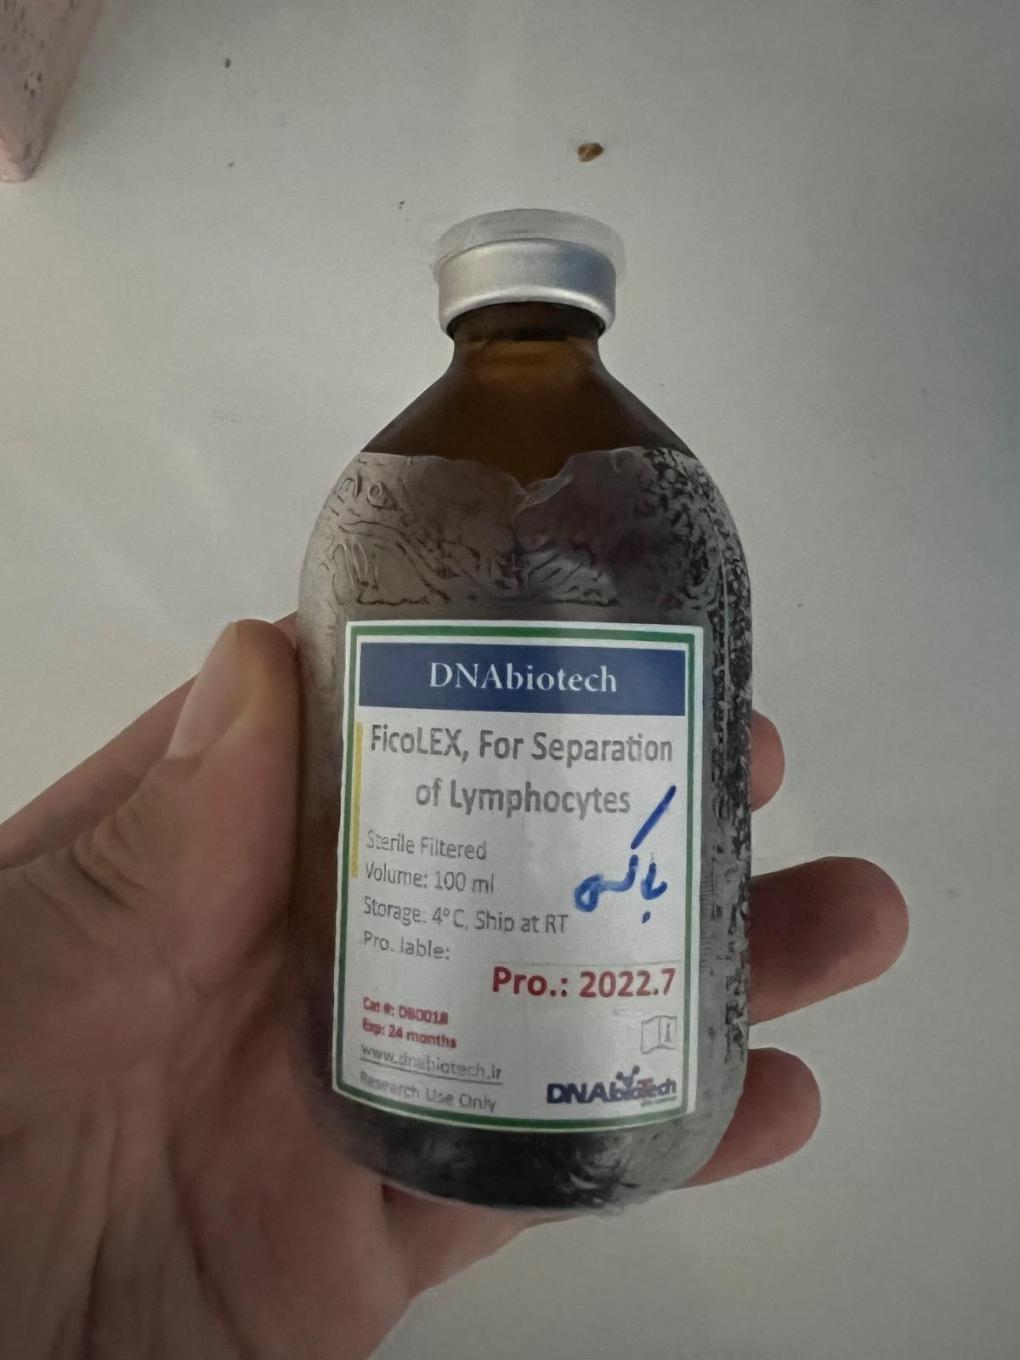 DNAbiotech
FicoLEX, For Separation
of Lymphocytes
Sterile Filtered
Volume: 100 ml
Storage: 4°C, Ship at RT
Pro. lable:
Pro.: 2022.7
Cat #: DB0018
Exp: 24 months
www.dnabiotech.ir
Research Use Only
DNAbioTech